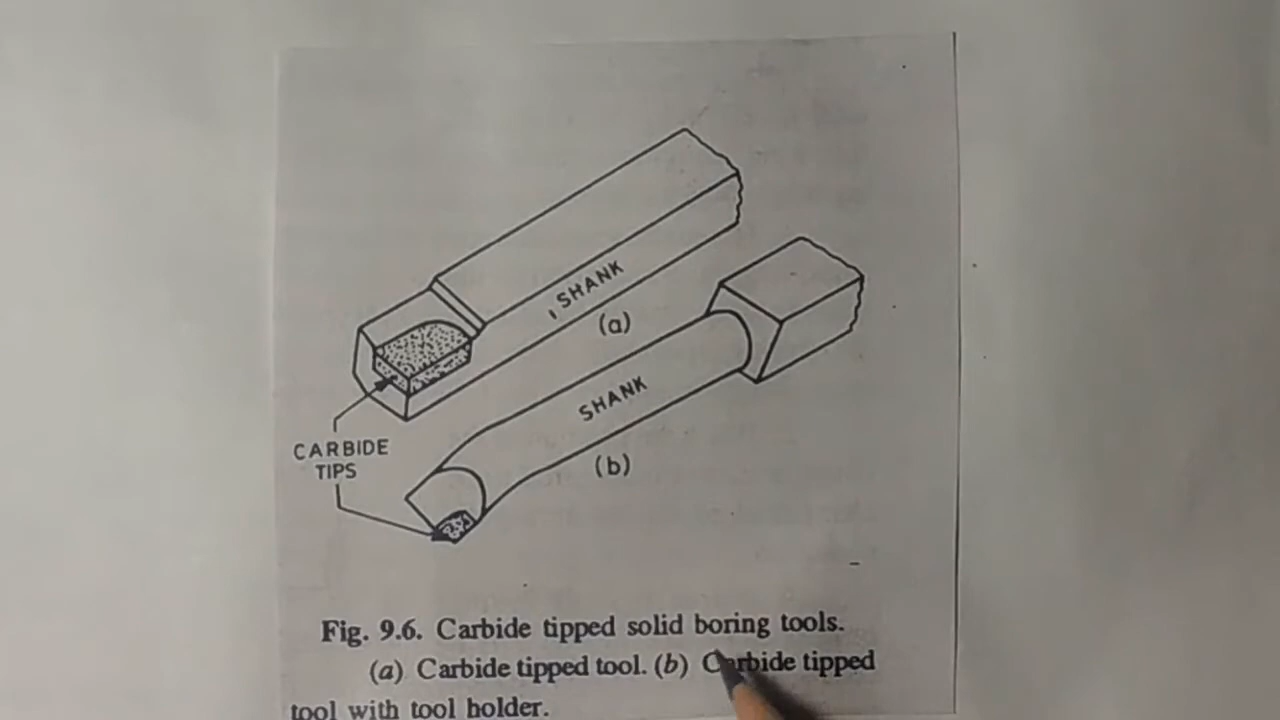 SHANK
(a)
SHANK
(b)
CARBIDE
TIPS
Fig. 9.6. Carbide tipped solid boring tools.
(a) Carbide tipped tool. (b) Carbide tipped
tool with tool holder.